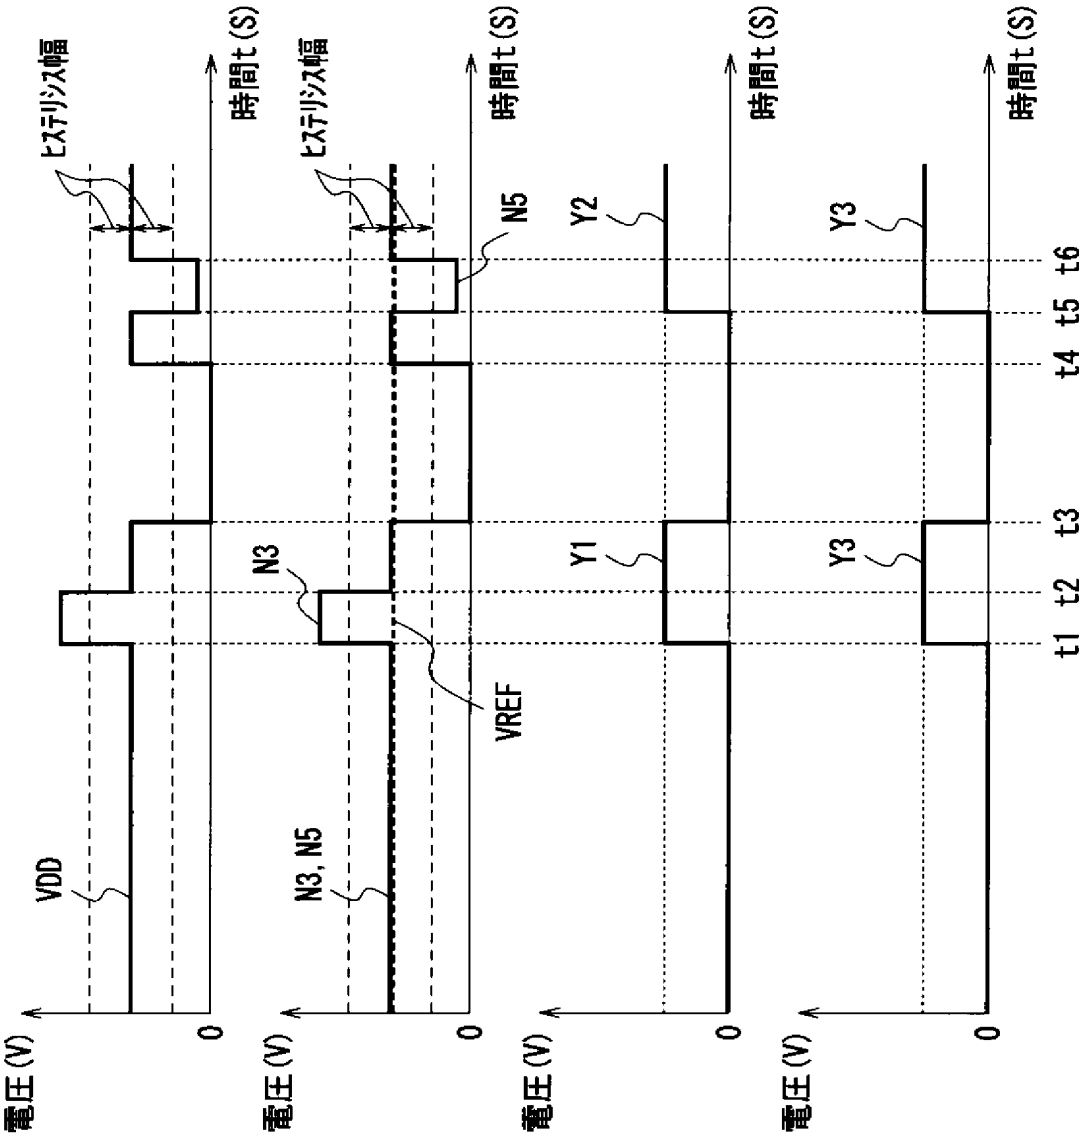 電圧(V)
VDD
ヒステリシス幅
0
時間t(S)
電圧(V)
N3, N5
N3
VREF
ヒステリシス幅
N5
0
時間t(S)
電圧(V)
Y1
Y2
0
時間t(S)
電圧(V)
Y3
Y3
0
時間t(S)
t1 t2 t3 t4 t5 t6